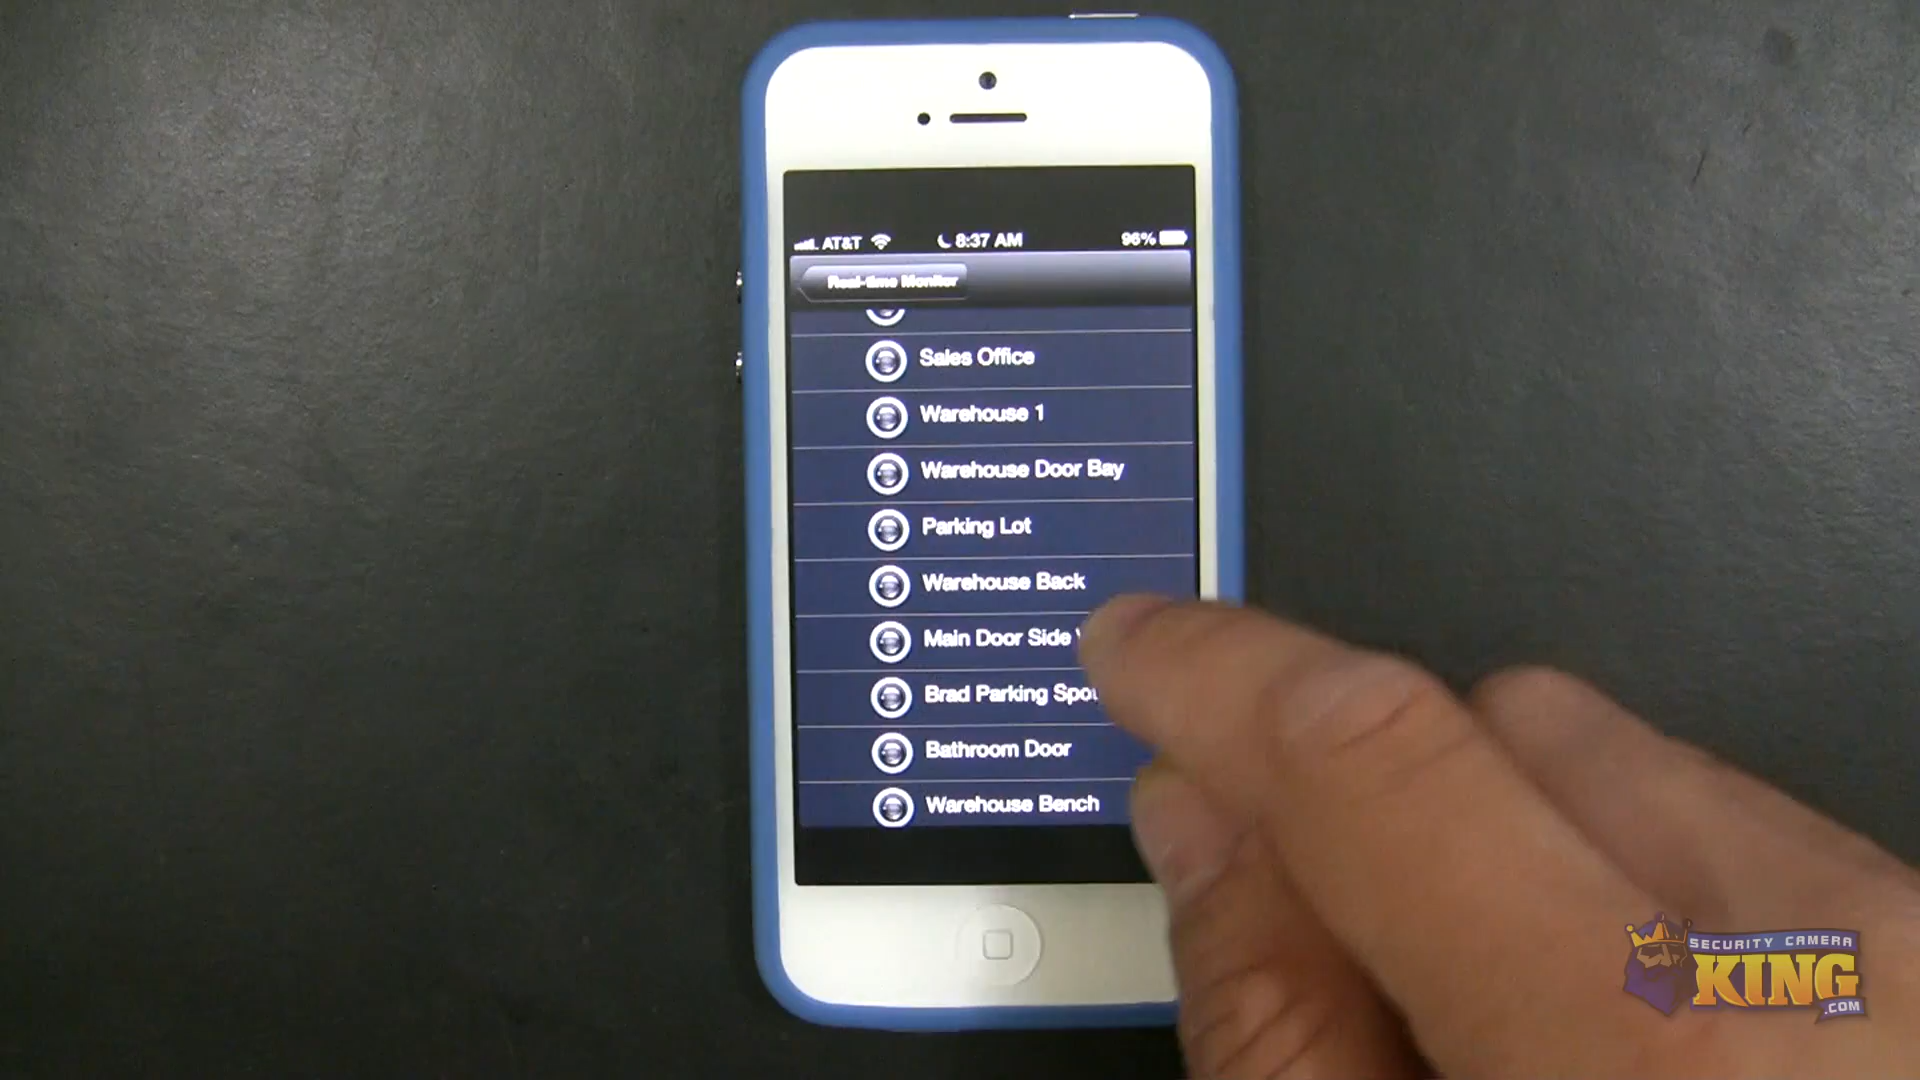 AT&T 8:37 AM 96%
Real-time Monitor
Sales Office
Warehouse 1
Warehouse Door Bay
Parking Lot
Warehouse Back
Main Door Side
Brad Parking Spot
Bathroom Door
Warehouse Bench
SECURITY CAMERA
KING
.COM